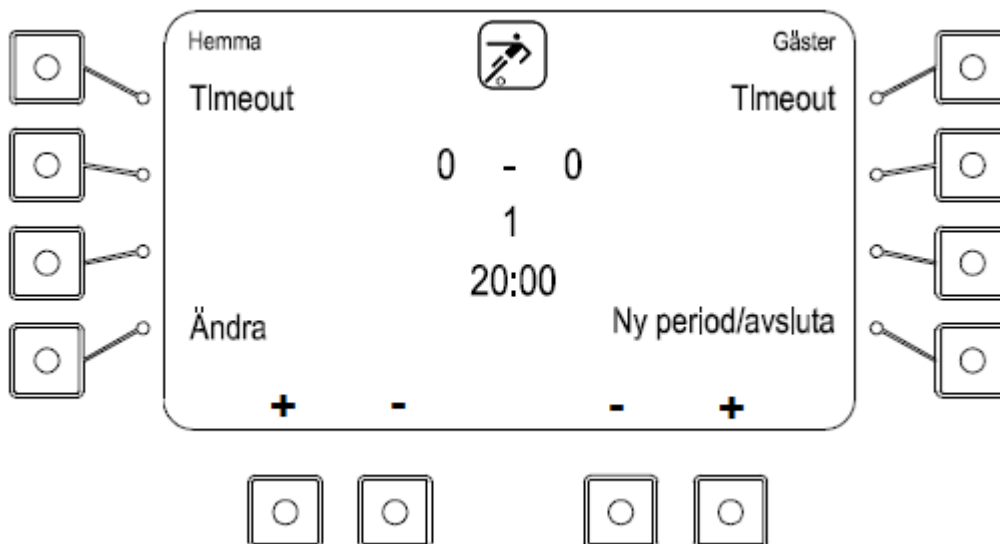 Hemma Gäster
TImeout TImeout
0 - 0
1
20:00
Ändra Ny period/avsluta
+ - - +